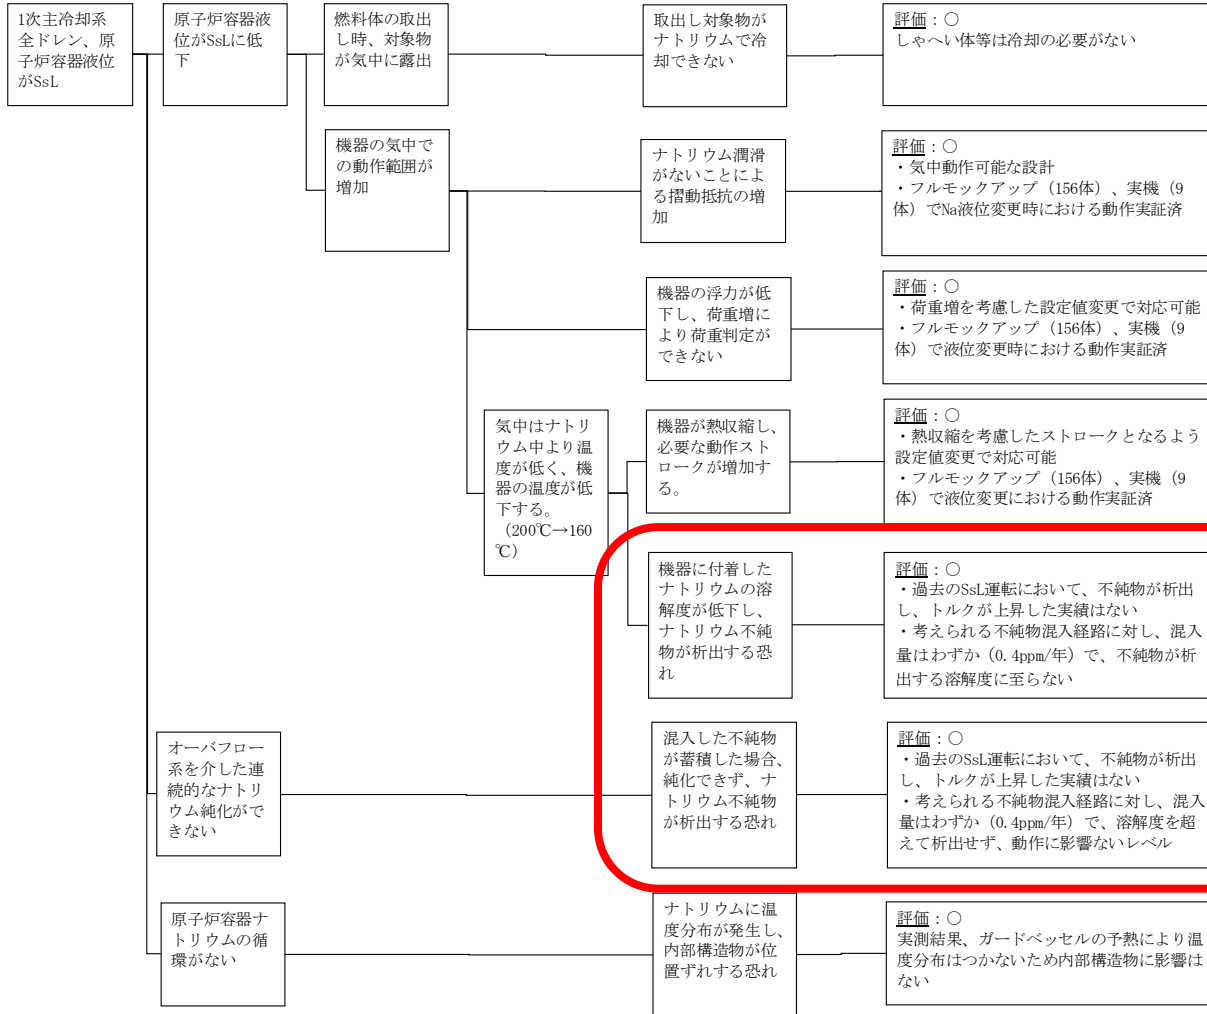 1次主冷却系
全ドレン、原
子炉容器液位
がSsL
原子炉容器液
位がSsLに低
下
燃料体の取出
し時、対象物
が気中に露出
取出し対象物が
ナトリウムで冷
却できない
評価：○
しゃへい体等は冷却の必要がない
機器の気中で
の動作範囲が
増加
ナトリウム潤滑
がないことによ
る摺動抵抗の増
加
評価：○
・気中動作可能な設計
・フルモックアップ（156体）、実機（9
体）でNa液位変更時における動作実証済
機器の浮力が低
下し、荷重増に
より荷重判定が
できない
評価：○
・荷重増を考慮した設定値変更で対応可能
・フルモックアップ（156体）、実機（9
体）で液位変更時における動作実証済
気中はナトリ
ウム中より温
度が低く、機
器の温度が低
下する。
（200℃→160
℃）
機器が熱収縮し、
必要な動作スト
ロークが増加す
る。
評価：○
・熱収縮を考慮したストロークとなるよう
設定値変更で対応可能
・フルモックアップ（156体）、実機（9
体）で液位変更における動作実証済
機器に付着した
ナトリウムの溶
解度が低下し、
ナトリウム不純
物が析出する恐
れ
評価：○
・過去のSsL運転において、不純物が析出
し、トルクが上昇した実績はない
・考えられる不純物混入経路に対し、混入
量はわずか（0.4ppm/年）で、不純物が析
出する溶解度に至らない
オーバフロー
系を介した連
続的なナトリ
ウム純化がで
きない
混入した不純物
が蓄積した場合、
純化できず、ナ
トリウム不純物
が析出する恐れ
評価：○
・過去のSsL運転において、不純物が析出
し、トルクが上昇した実績はない
・考えられる不純物混入経路に対し、混入
量はわずか（0.4ppm/年）で、溶解度を超
えて析出せず、動作に影響ないレベル
原子炉容器ナ
トリウムの循
環がない
ナトリウムに温
度分布が発生し、
内部構造物が位
置ずれする恐れ
評価：○
実測結果、ガードベッセルの予熱により温
度分布はつかないため内部構造物に影響は
ない